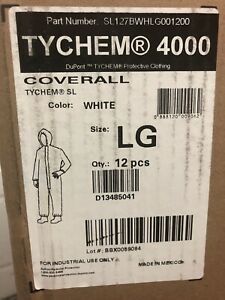 Part Number: SL127BWHLG001200
TYCHEM® 4000
DuPont™ TYCHEM® Protective Clothing
COVERALL
TYCHEM® SL
Color: WHITE
Size: LG
Qty.: 12 pcs
D13485041
FOR INDUSTRIAL USE ONLY
MADE IN MEXICO